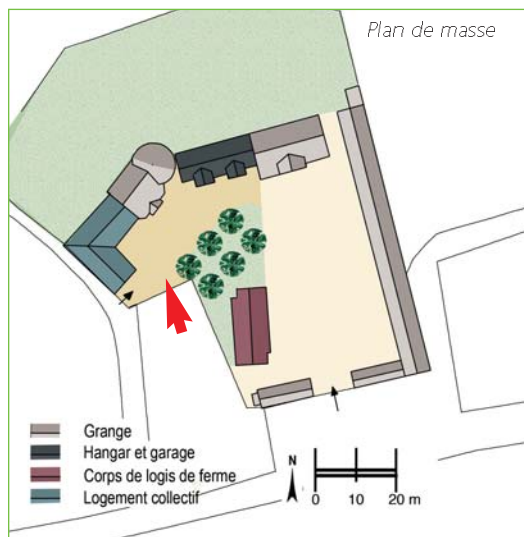 Plan de masse
Grange
Hangar et garage
Corps de logis de ferme
Logement collectif
N
0 10 20 m